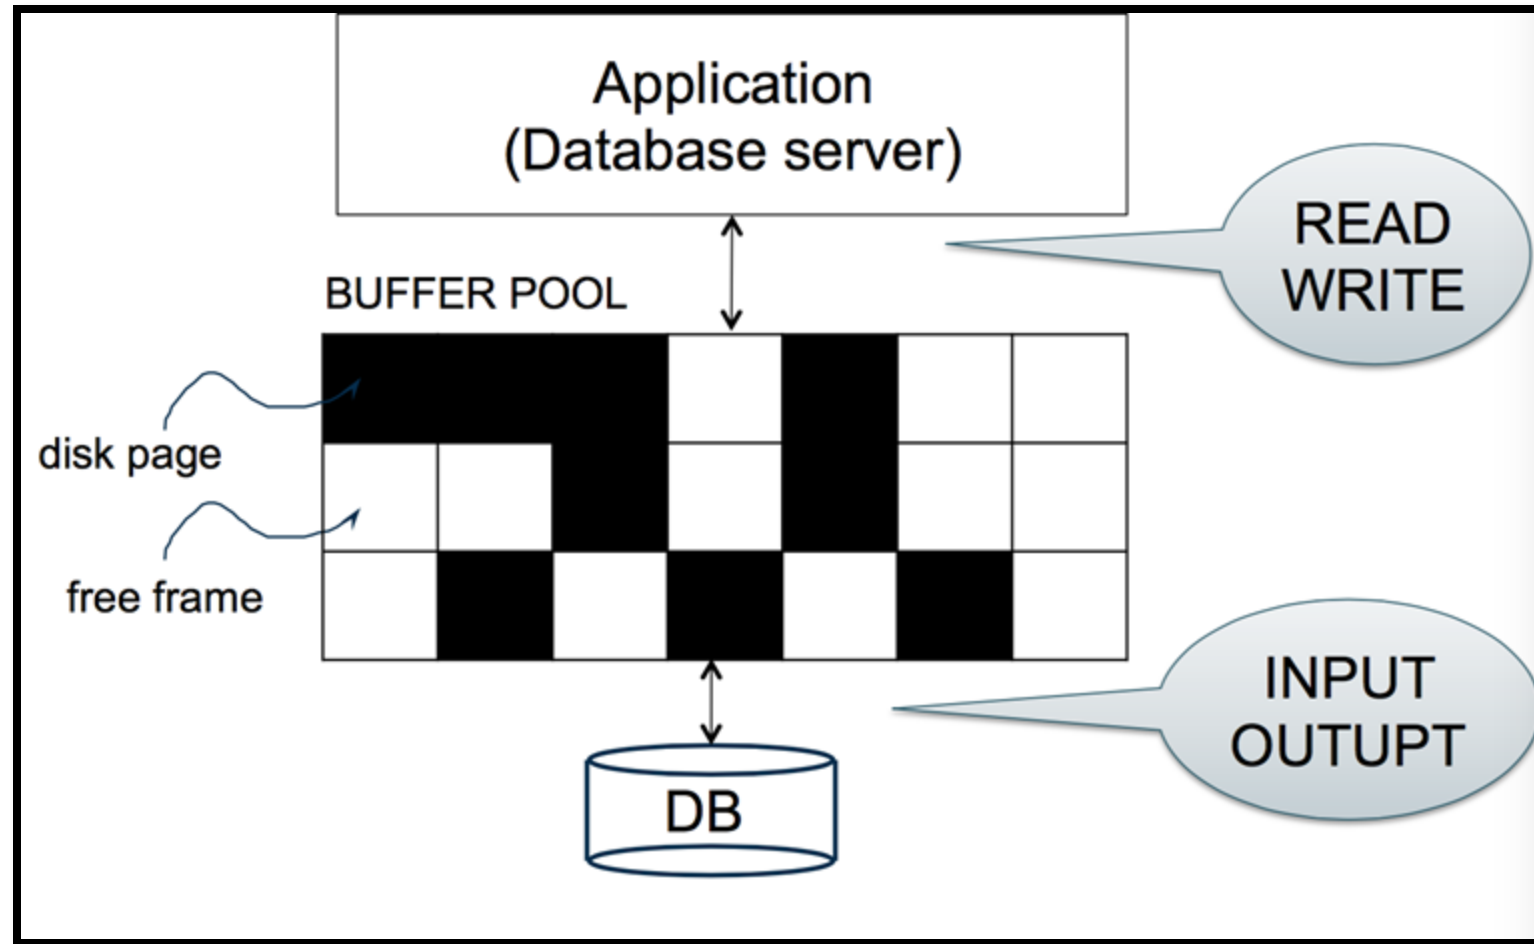 Application
(Database server)
READ
WRITE
BUFFER POOL
disk page
free frame
INPUT
OUTUPT
DB